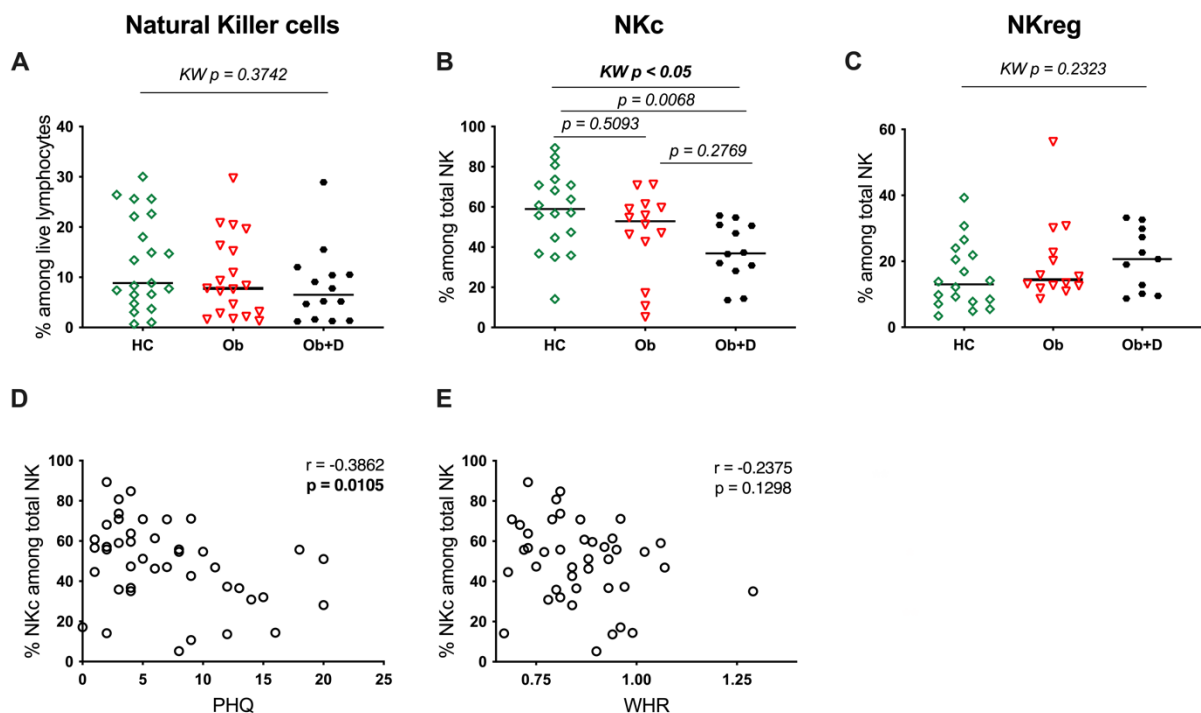 Natural Killer cells
NKc
NKreg
A
KW p = 0.3742
% among live lymphocytes
40
30
20
10
0
HC
Ob
Ob+D
B
KW p < 0.05
p = 0.0068
p = 0.5093
p = 0.2769
% among total NK
100
80
60
40
20
0
HC
Ob
Ob+D
C
KW p = 0.2323
% among total NK
60
40
20
0
HC
Ob
Ob+D
D
r = -0.3862
p = 0.0105
% NKc among total NK
100
80
60
40
20
0
0
5
10
15
20
25
PHQ
E
r = -0.2375
p = 0.1298
% NKc among total NK
100
80
60
40
20
0
0.75
1.00
1.25
WHR